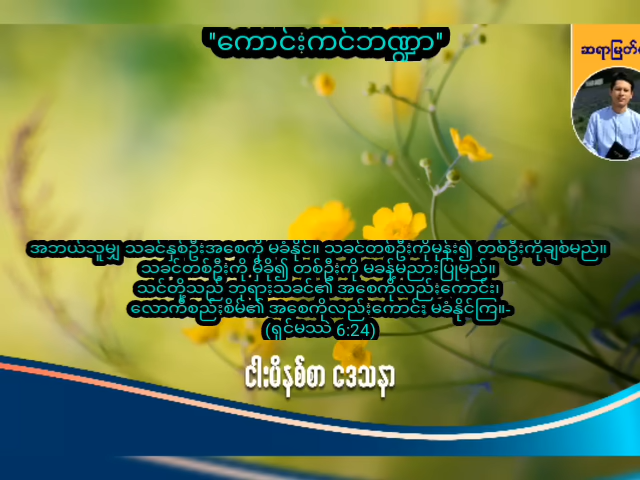 "ကောင်းကင်ဘဏ္ဍာ"
ဆရာမြတ်
အဘယ်သူမျှ သခင်နှစ်ဦးအစေကို မခံနိုင်။ သခင်တစ်ဦးကိုမုန်း၍ တစ်ဦးကိုချစ်မည်။
သခင်တစ်ဦးကို မှီခို၍ တစ်ဦးကို မခန့်မညားပြုမည်။
သင်တို့သည် ဘုရားသခင်၏ အစေကိုလည်းကောင်း၊
လောကီစည်းစိမ်၏ အစေကိုလည်းကောင်း မခံနိုင်ကြ။-
(ရှင်မဿဲ 6:24)
ငါးမိနစ်စာ ဒေသနာ